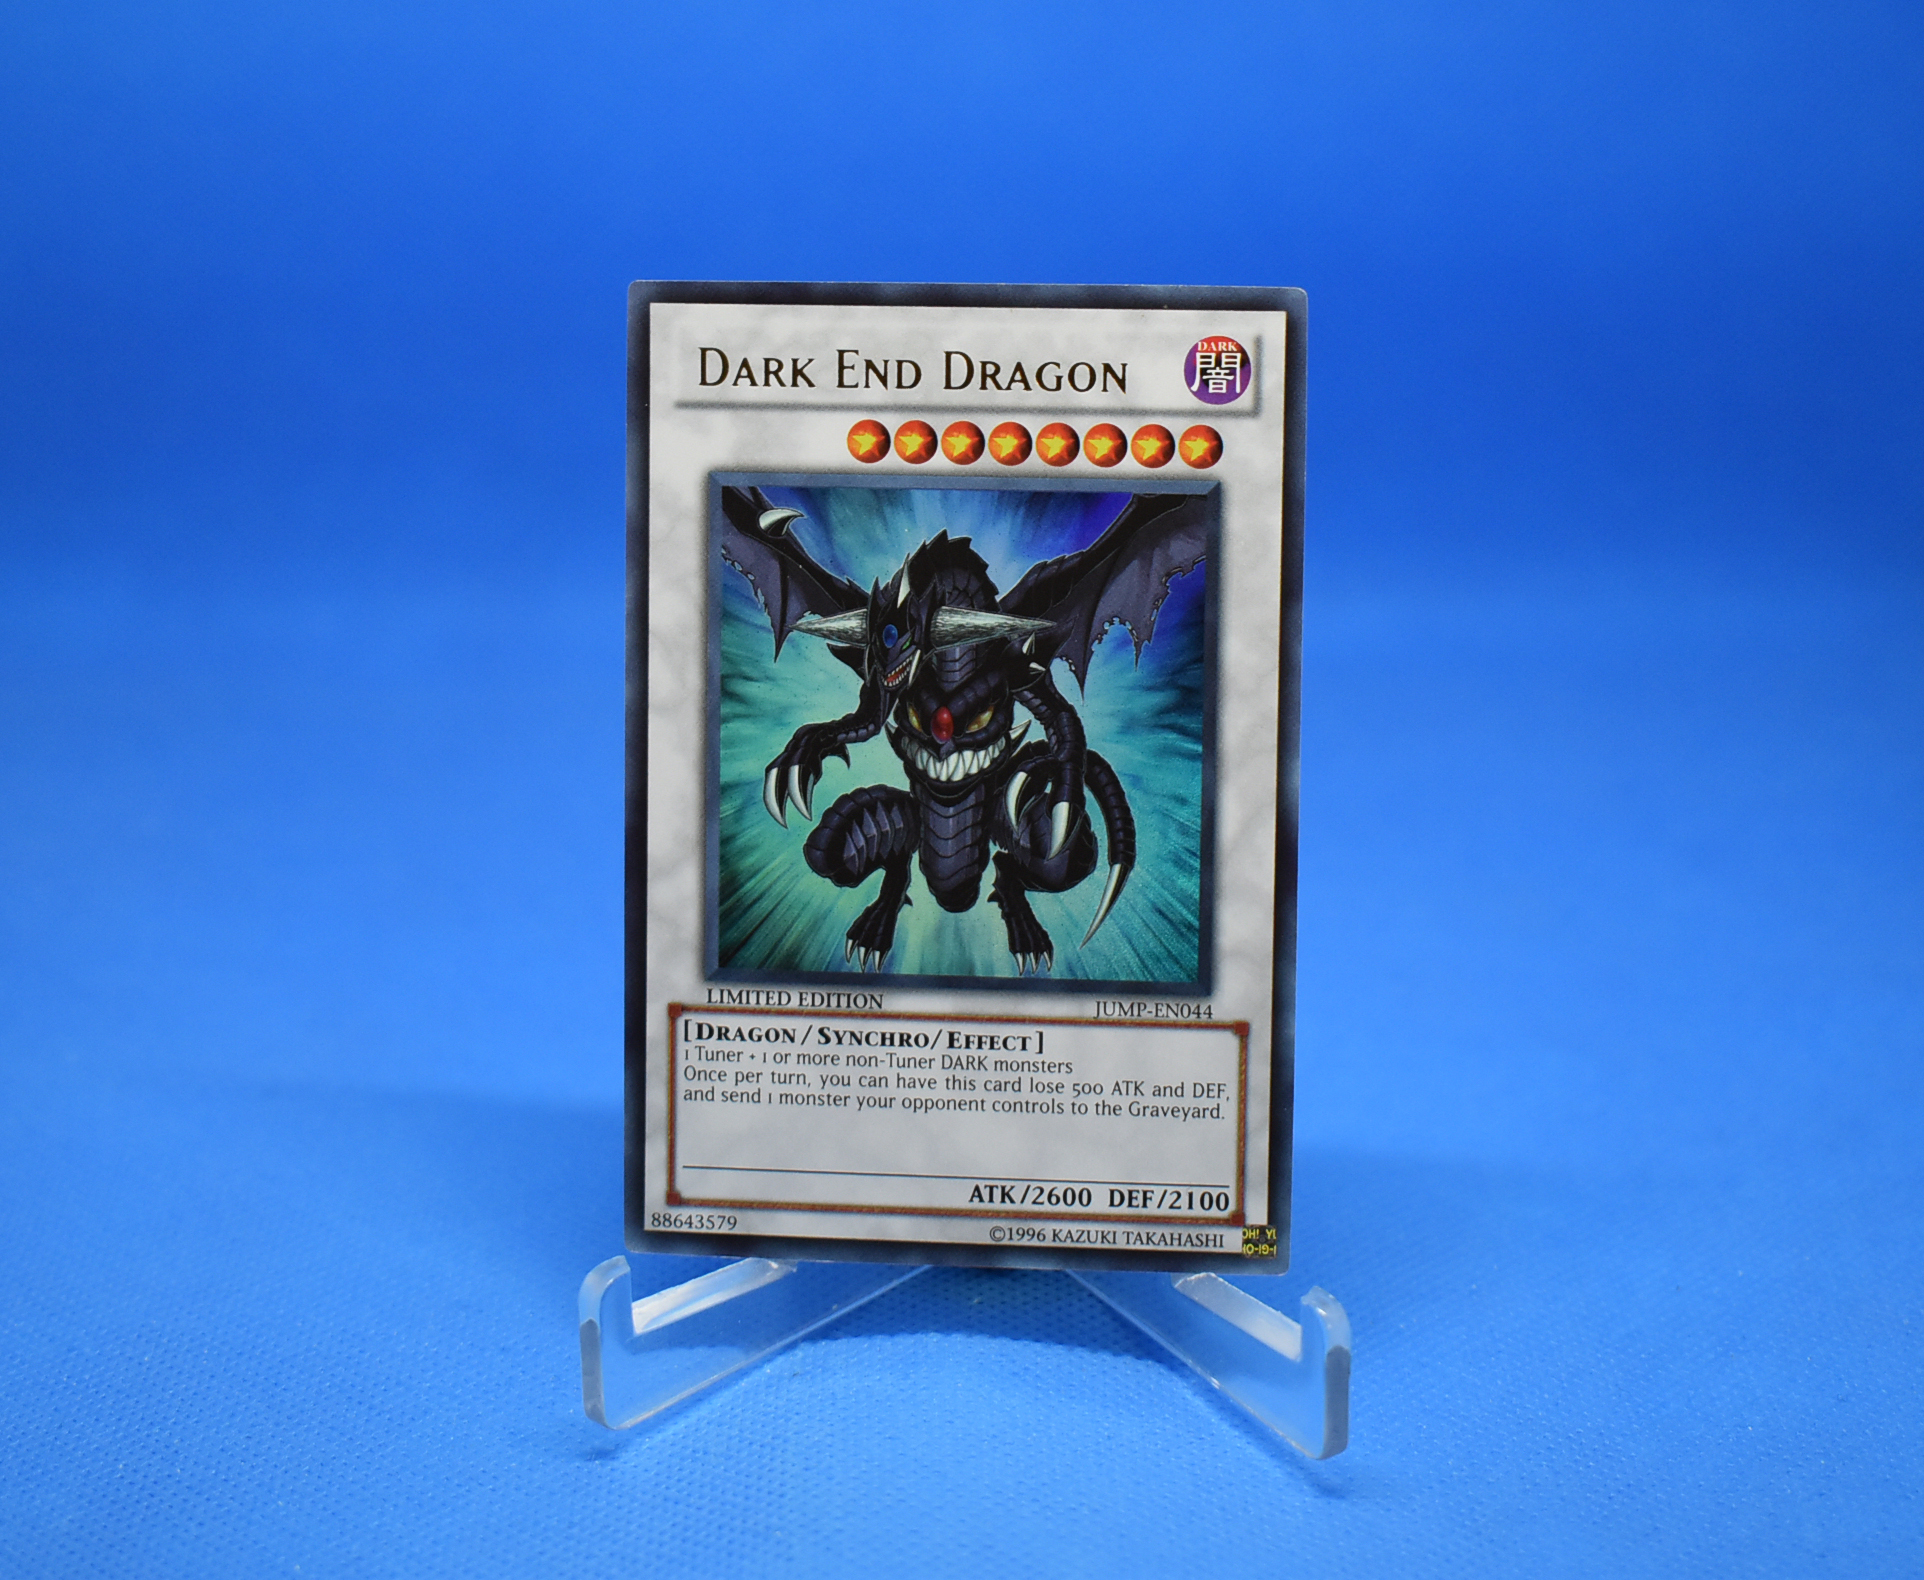 DARK END DRAGON
DARK
闇
LIMITED EDITION
JUMP-EN044
[DRAGON/SYNCHRO/EFFECT]
1 Tuner + 1 or more non-Tuner DARK monsters
Once per turn, you can have this card lose 500 ATK and DEF,
and send 1 monster your opponent controls to the Graveyard.
ATK/2600 DEF/2100
88643579
©1996 KAZUKI TAKAHASHI